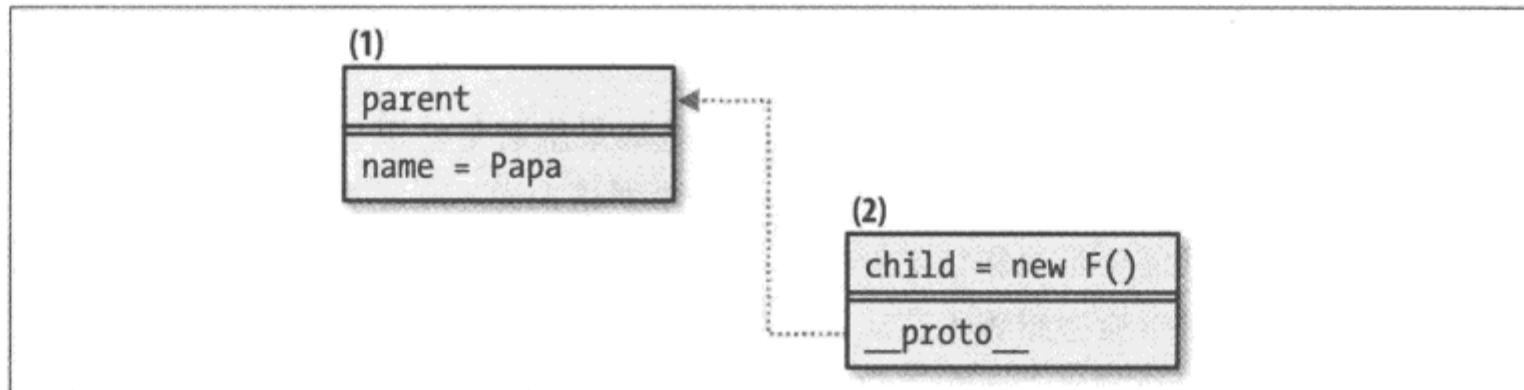 (1)
parent
name = Papa
(2)
child = new F()
__proto__